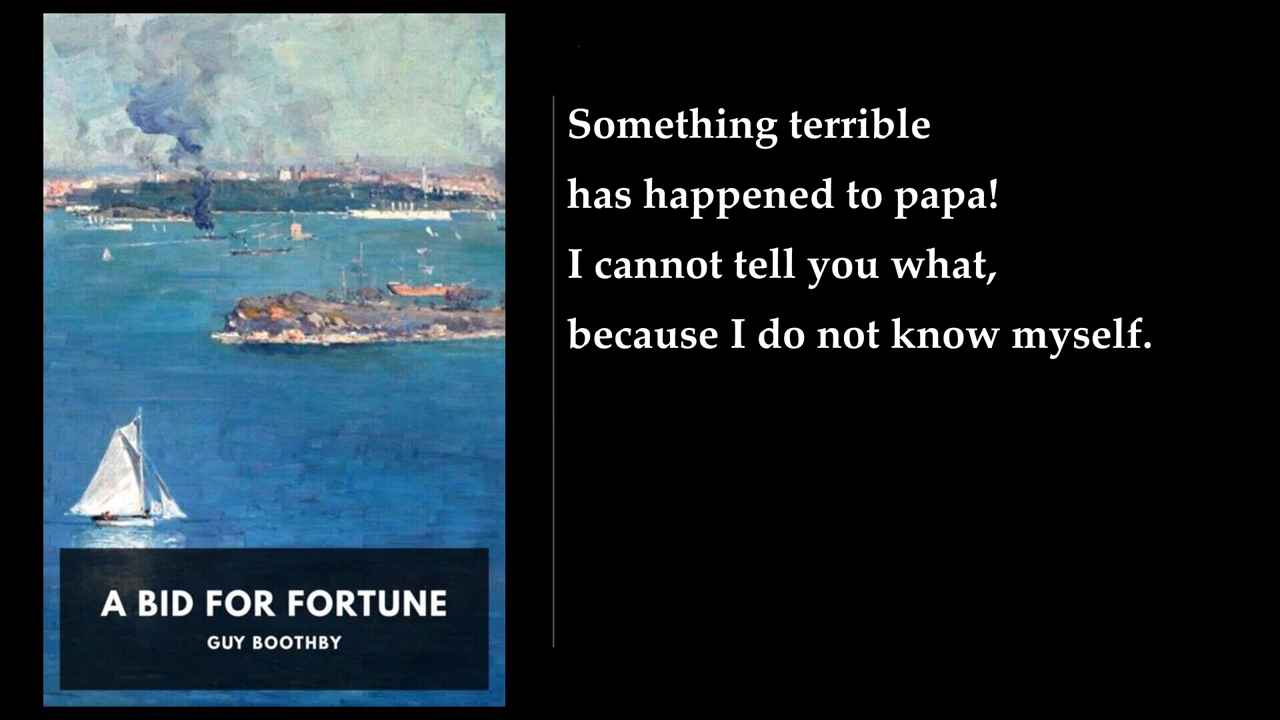 Something terrible
has happened to papa!
I cannot tell you what,
because I do not know myself.
A BID FOR FORTUNE
GUY BOOTHBY